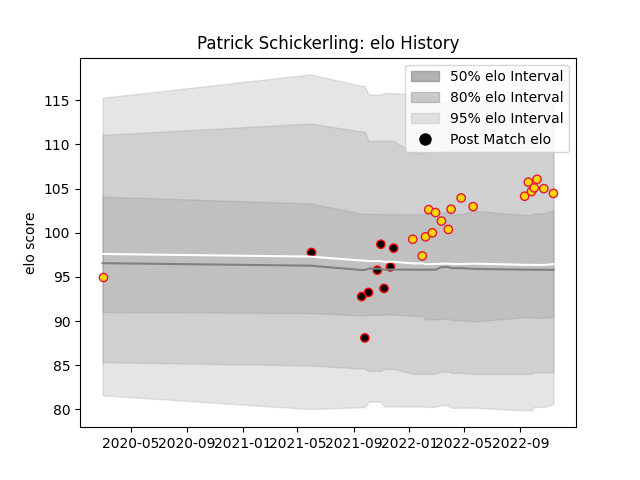 Patrick Schickerling: elo History
50% elo Interval
80% elo Interval
95% elo Interval
Post Match elo
elo score
115
110
105
100
95
90
85
80
2020-05 2020-09 2021-01 2021-05 2021-09 2022-01 2022-05 2022-09